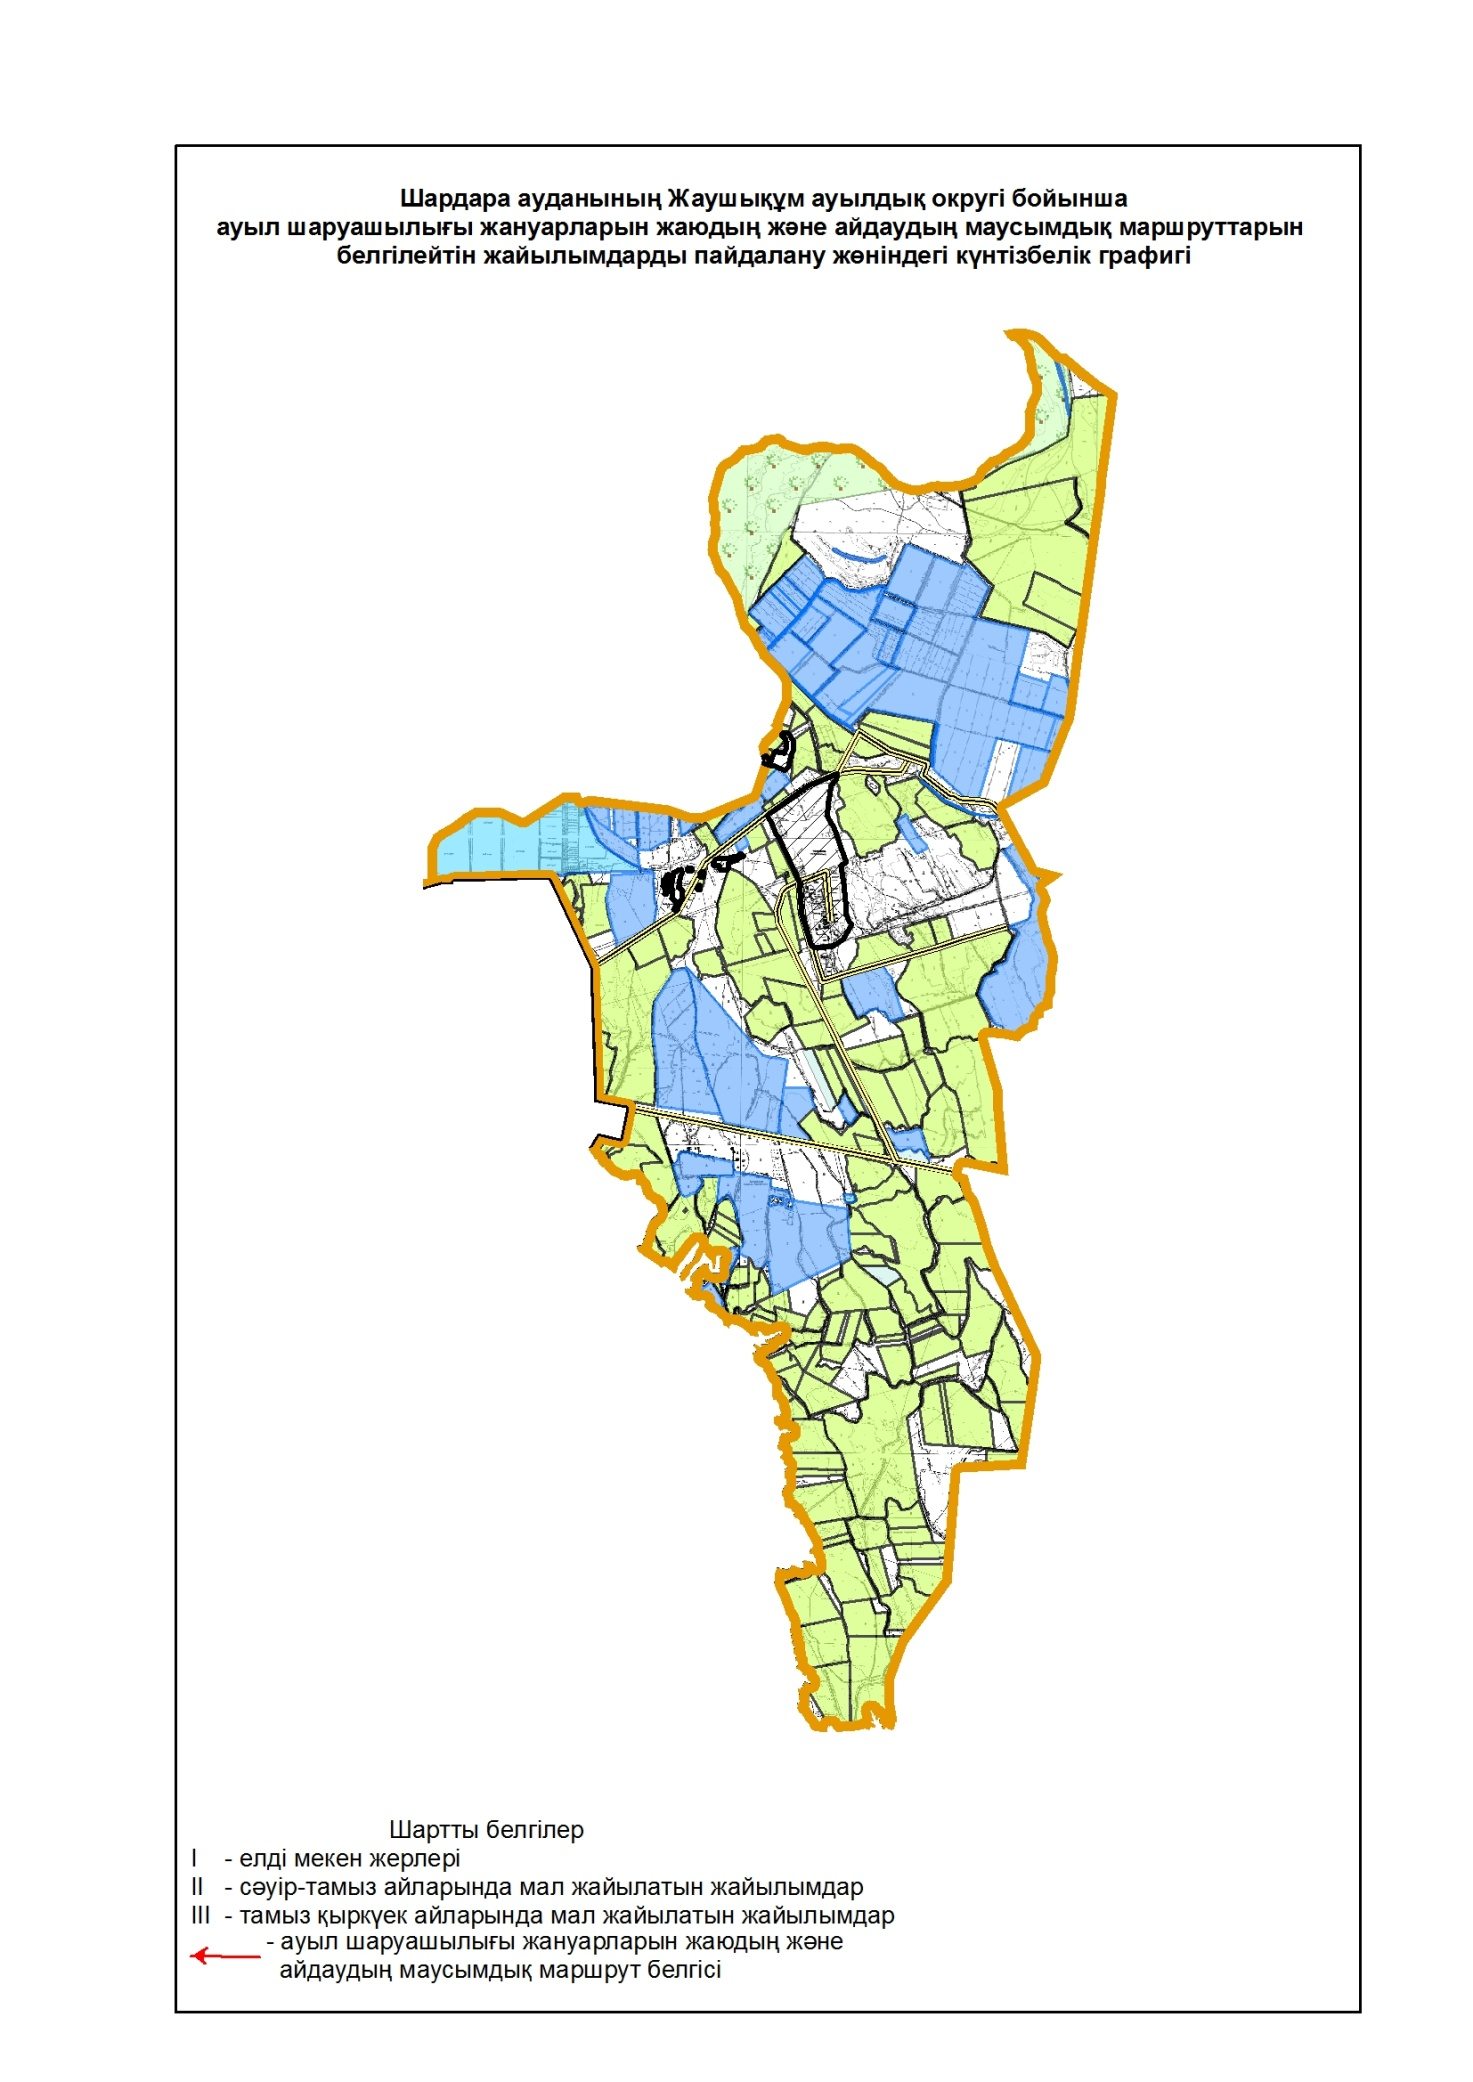 Шардара ауданының Жаушықұм ауылдық округі бойынша
ауыл шаруашылығы жануарларын жаюдың және айдаудың маусымдық маршруттарын
белгілейтін жайылымдарды пайдалану жөніндегі күнтізбелік графигі
Шартты белгілер
I - елді мекен жерлері
II - сәуір-тамыз айларында мал жайылатын жайылымдар
III - тамыз қыркүек айларында мал жайылатын жайылымдар
- ауыл шаруашылығы жануарларын жаюдың және
айдаудың маусымдық маршрут белгісі